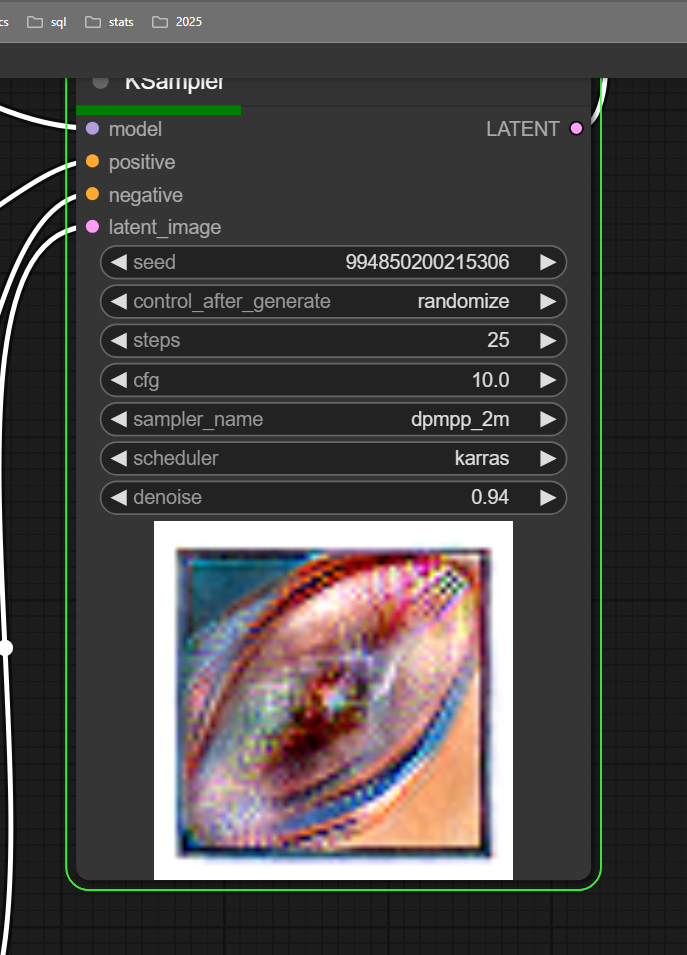 cs sql stats 2025
KSampler
model LATENT
positive
negative
latent_image
seed 994850200215306
control_after_generate randomize
steps 25
cfg 10.0
sampler_name dpmpp_2m
scheduler karras
denoise 0.94